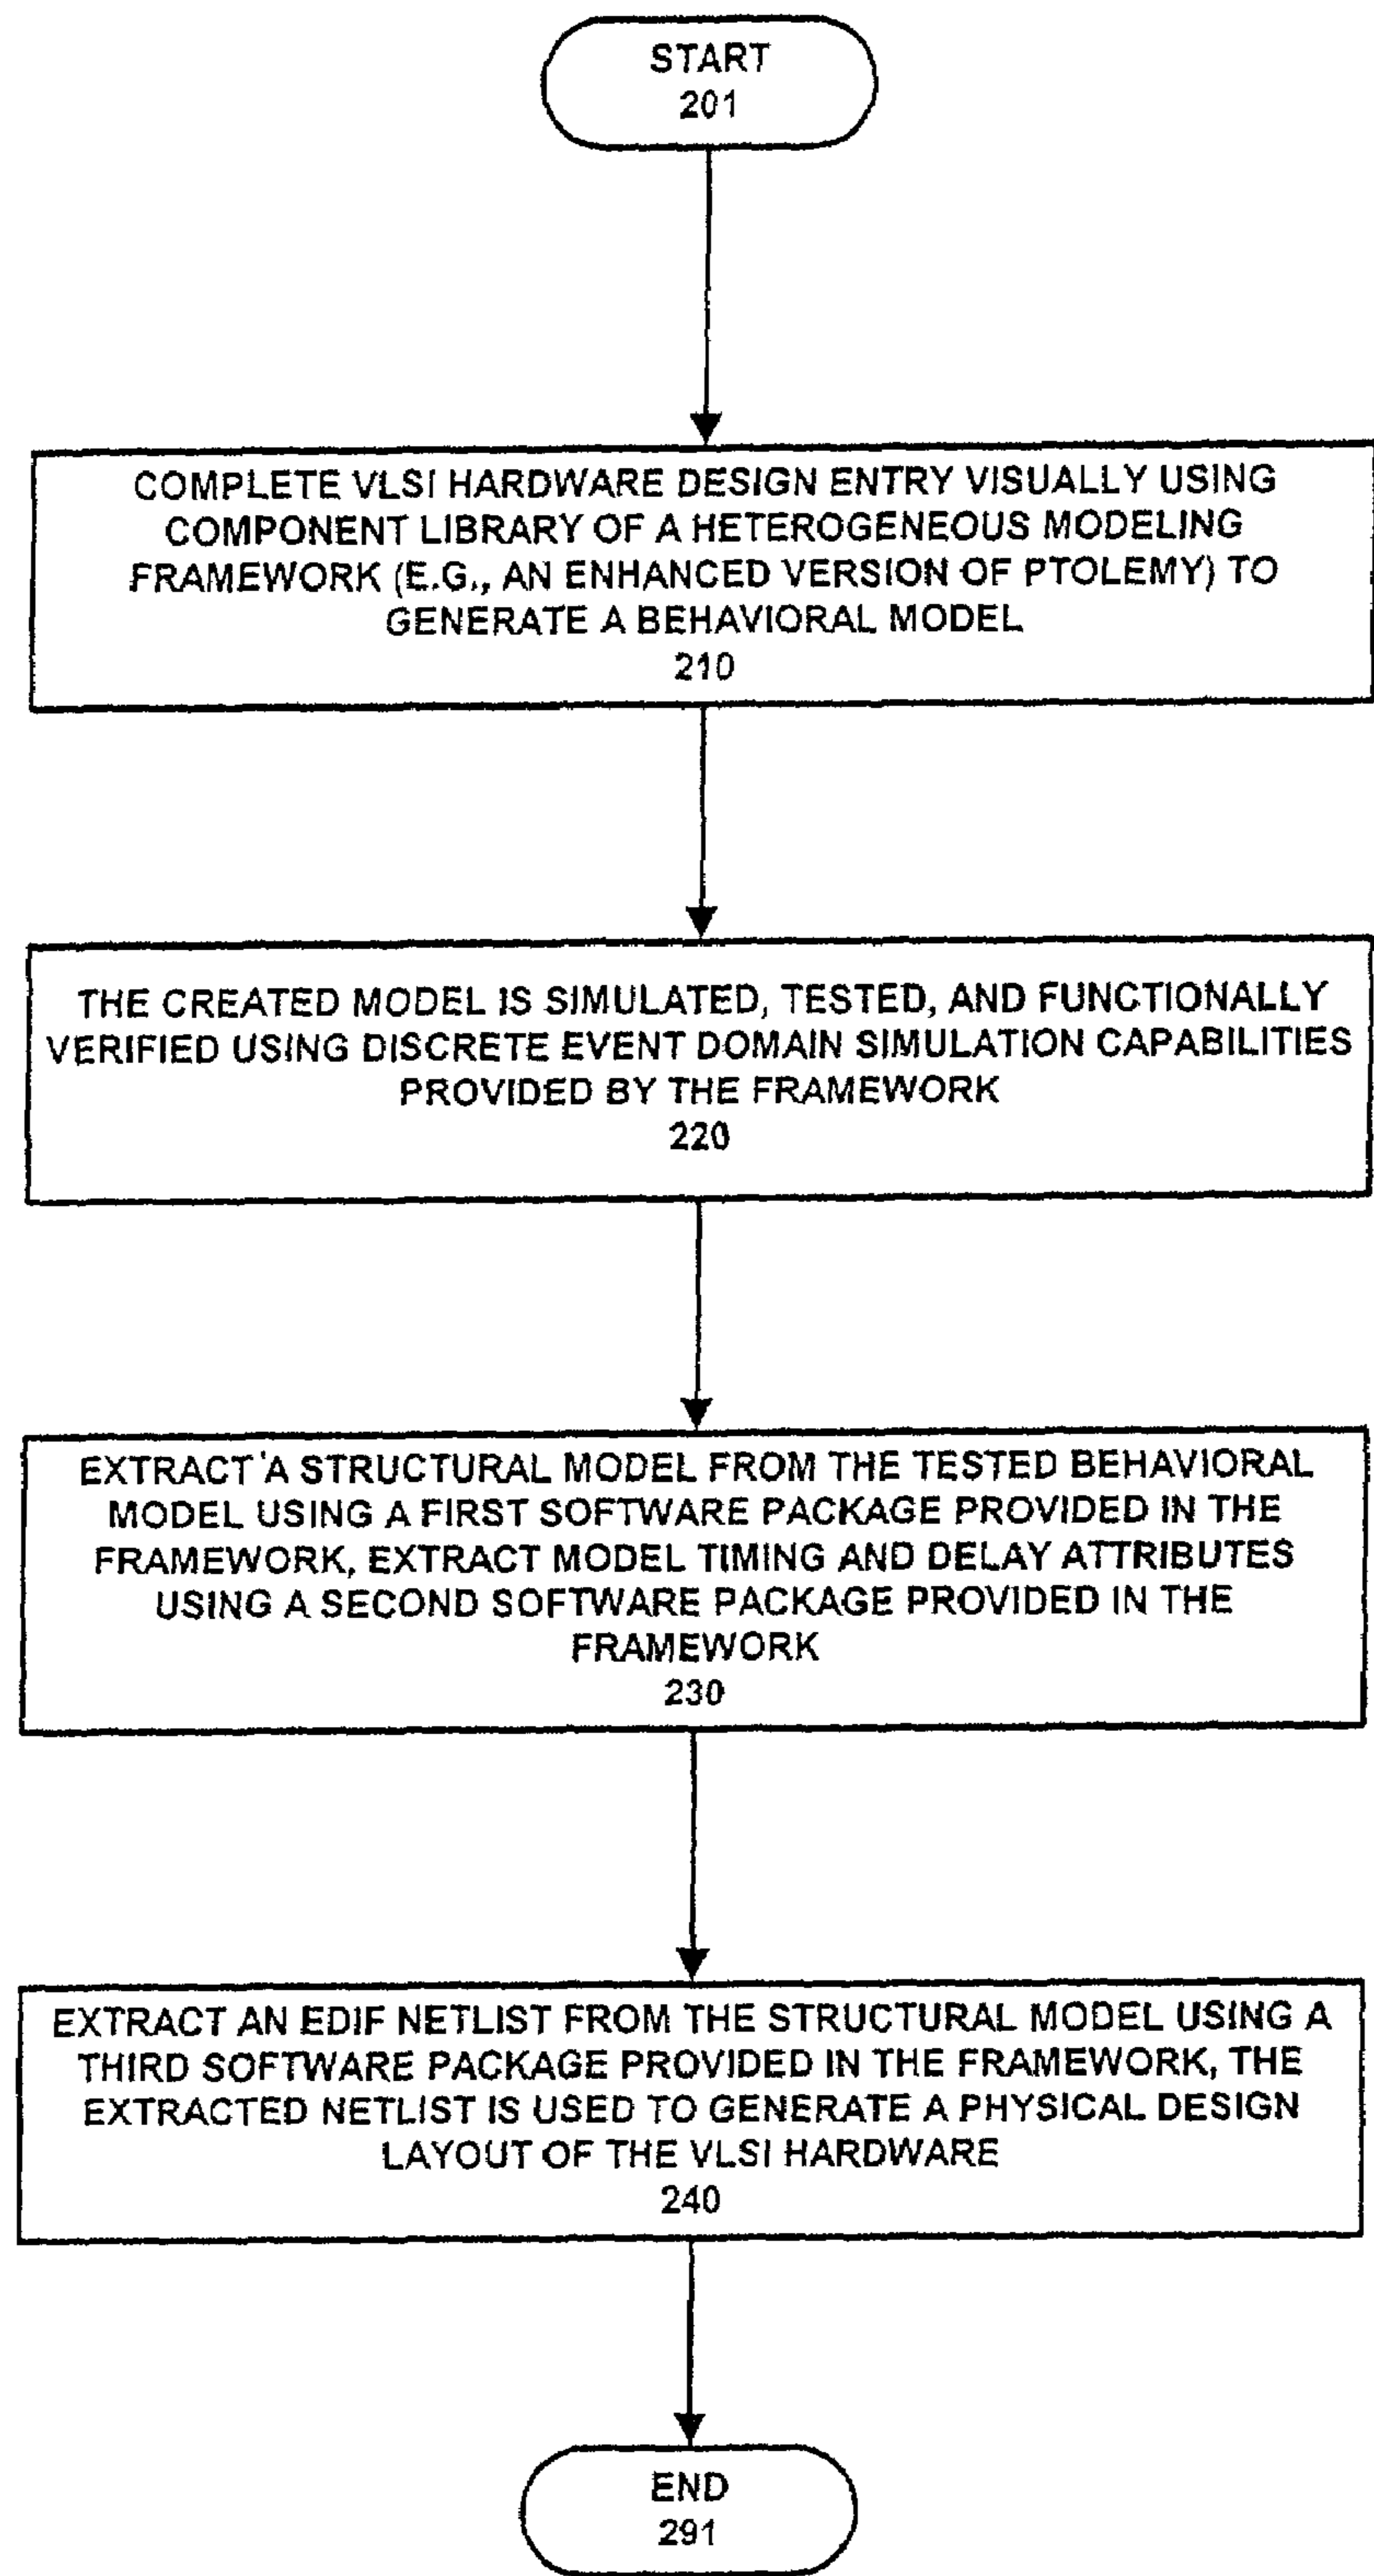 START
201
COMPLETE VLSI HARDWARE DESIGN ENTRY VISUALLY USING
COMPONENT LIBRARY OF A HETEROGENEOUS MODELING
FRAMEWORK (E.G., AN ENHANCED VERSION OF PTOLEMY) TO
GENERATE A BEHAVIORAL MODEL
210
THE CREATED MODEL IS SIMULATED, TESTED, AND FUNCTIONALLY
VERIFIED USING DISCRETE EVENT DOMAIN SIMULATION CAPABILITIES
PROVIDED BY THE FRAMEWORK
220
EXTRACT A STRUCTURAL MODEL FROM THE TESTED BEHAVIORAL
MODEL USING A FIRST SOFTWARE PACKAGE PROVIDED IN THE
FRAMEWORK, EXTRACT MODEL TIMING AND DELAY ATTRIBUTES
USING A SECOND SOFTWARE PACKAGE PROVIDED IN THE
FRAMEWORK
230
EXTRACT AN EDIF NETLIST FROM THE STRUCTURAL MODEL USING A
THIRD SOFTWARE PACKAGE PROVIDED IN THE FRAMEWORK, THE
EXTRACTED NETLIST IS USED TO GENERATE A PHYSICAL DESIGN
LAYOUT OF THE VLSI HARDWARE
240
END
291